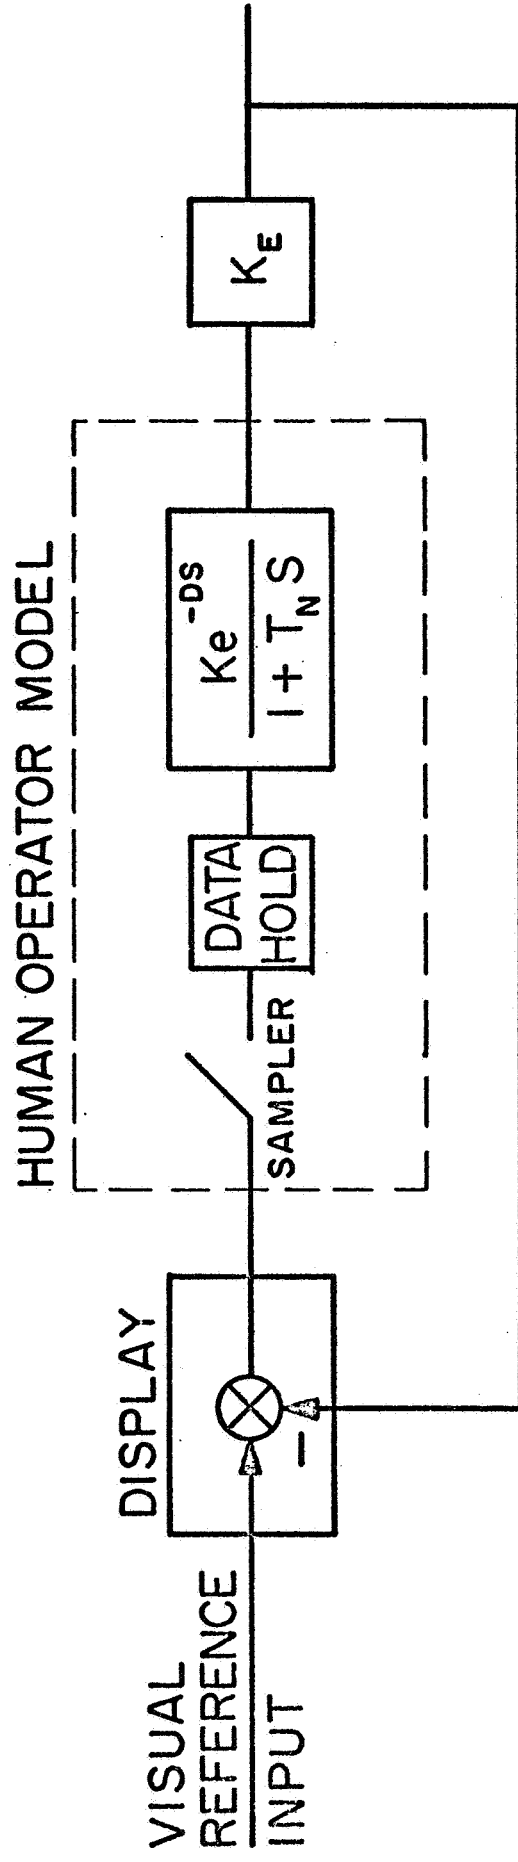 HUMAN OPERATOR MODEL
VISUAL
REFERENCE
INPUT
DISPLAY
−
SAMPLER
DATA
HOLD
Ke^-DS
1 + T_N S
K_E